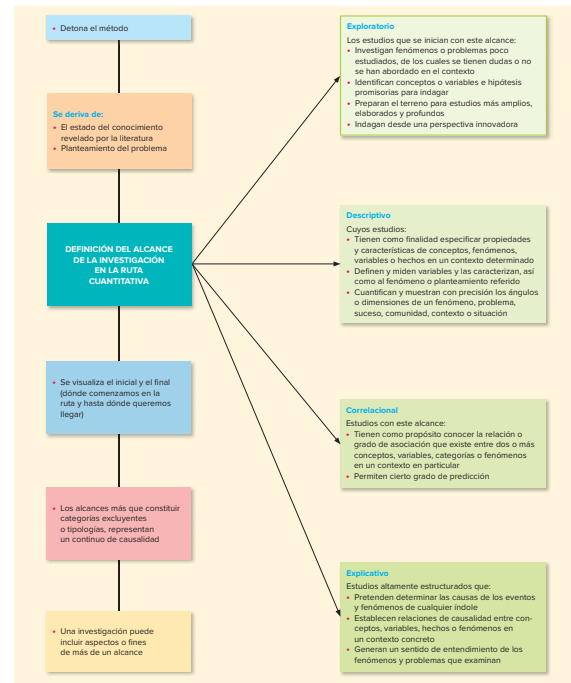 • Detona el método
Se deriva de:
• El estado del conocimiento
revelado por la literatura
• Planteamiento del problema
DEFINICIÓN DEL ALCANCE
DE LA INVESTIGACIÓN
EN LA RUTA
CUANTITATIVA
• Se visualiza el inicial y el final
(dónde comenzamos en la
ruta y hasta dónde queremos
llegar)
• Los alcances más que constituir
categorías excluyentes
o tipologías, representan
un continuo de causalidad
• Una investigación puede
incluir aspectos o fines
de más de un alcance
Exploratorio
Los estudios que se inician con este alcance:
• Investigan fenómenos o problemas poco
estudiados, de los cuales se tienen dudas o no
se han abordado en el contexto
• Identifican conceptos o variables e hipótesis
promisorias para indagar
• Preparan el terreno para estudios más amplios,
elaborados y profundos
• Indagan desde una perspectiva innovadora
Descriptivo
Cuyos estudios:
• Tienen como finalidad especificar propiedades
y características de conceptos, fenómenos,
variables o hechos en un contexto determinado
• Definen y miden variables y las caracterizan, así
como al fenómeno o planteamiento referido
• Cuantifican y muestran con precisión los ángulos
o dimensiones de un fenómeno, problema,
suceso, comunidad, contexto o situación
Correlacional
Estudios con este alcance:
• Tienen como propósito conocer la relación o
grado de asociación que existe entre dos o más
conceptos, variables, categorías o fenómenos
en un contexto en particular
• Permiten cierto grado de predicción
Explicativo
Estudios altamente estructurados que:
• Pretenden determinar las causas de los eventos
y fenómenos de cualquier índole
• Establecen relaciones de causalidad entre con-
ceptos, variables, hechos o fenómenos en
un contexto concreto
• Generan un sentido de entendimiento de los
fenómenos y problemas que examinan